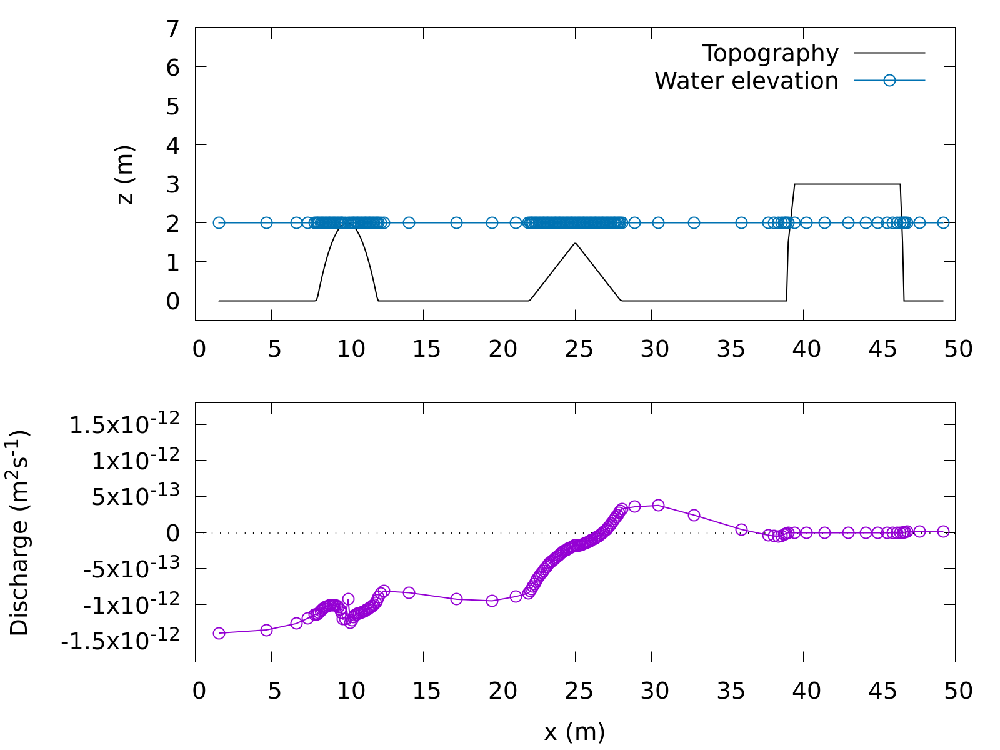 7
6
5
4
3
2
1
0
z (m)
Topography
Water elevation
0 5 10 15 20 25 30 35 40 45 50
1.5x10^-12
1x10^-12
5x10^-13
0
-5x10^-13
-1x10^-12
-1.5x10^-12
Discharge (m^2s^-1)
0 5 10 15 20 25 30 35 40 45 50
x (m)